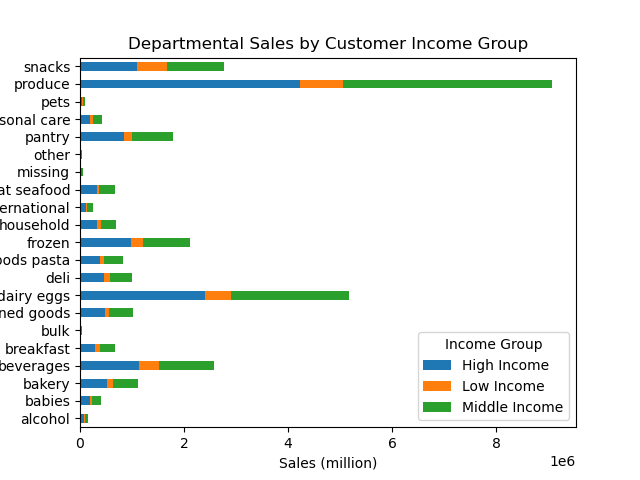 Departmental Sales by Customer Income Group
snacks
produce
pets
sonal care
pantry
other
missing
at seafood
ernational
household
frozen
oods pasta
deli
dairy eggs
ned goods
bulk
breakfast
beverages
bakery
babies
alcohol
Income Group
High Income
Low Income
Middle Income
0 2 4 6 8
1e6
Sales (million)